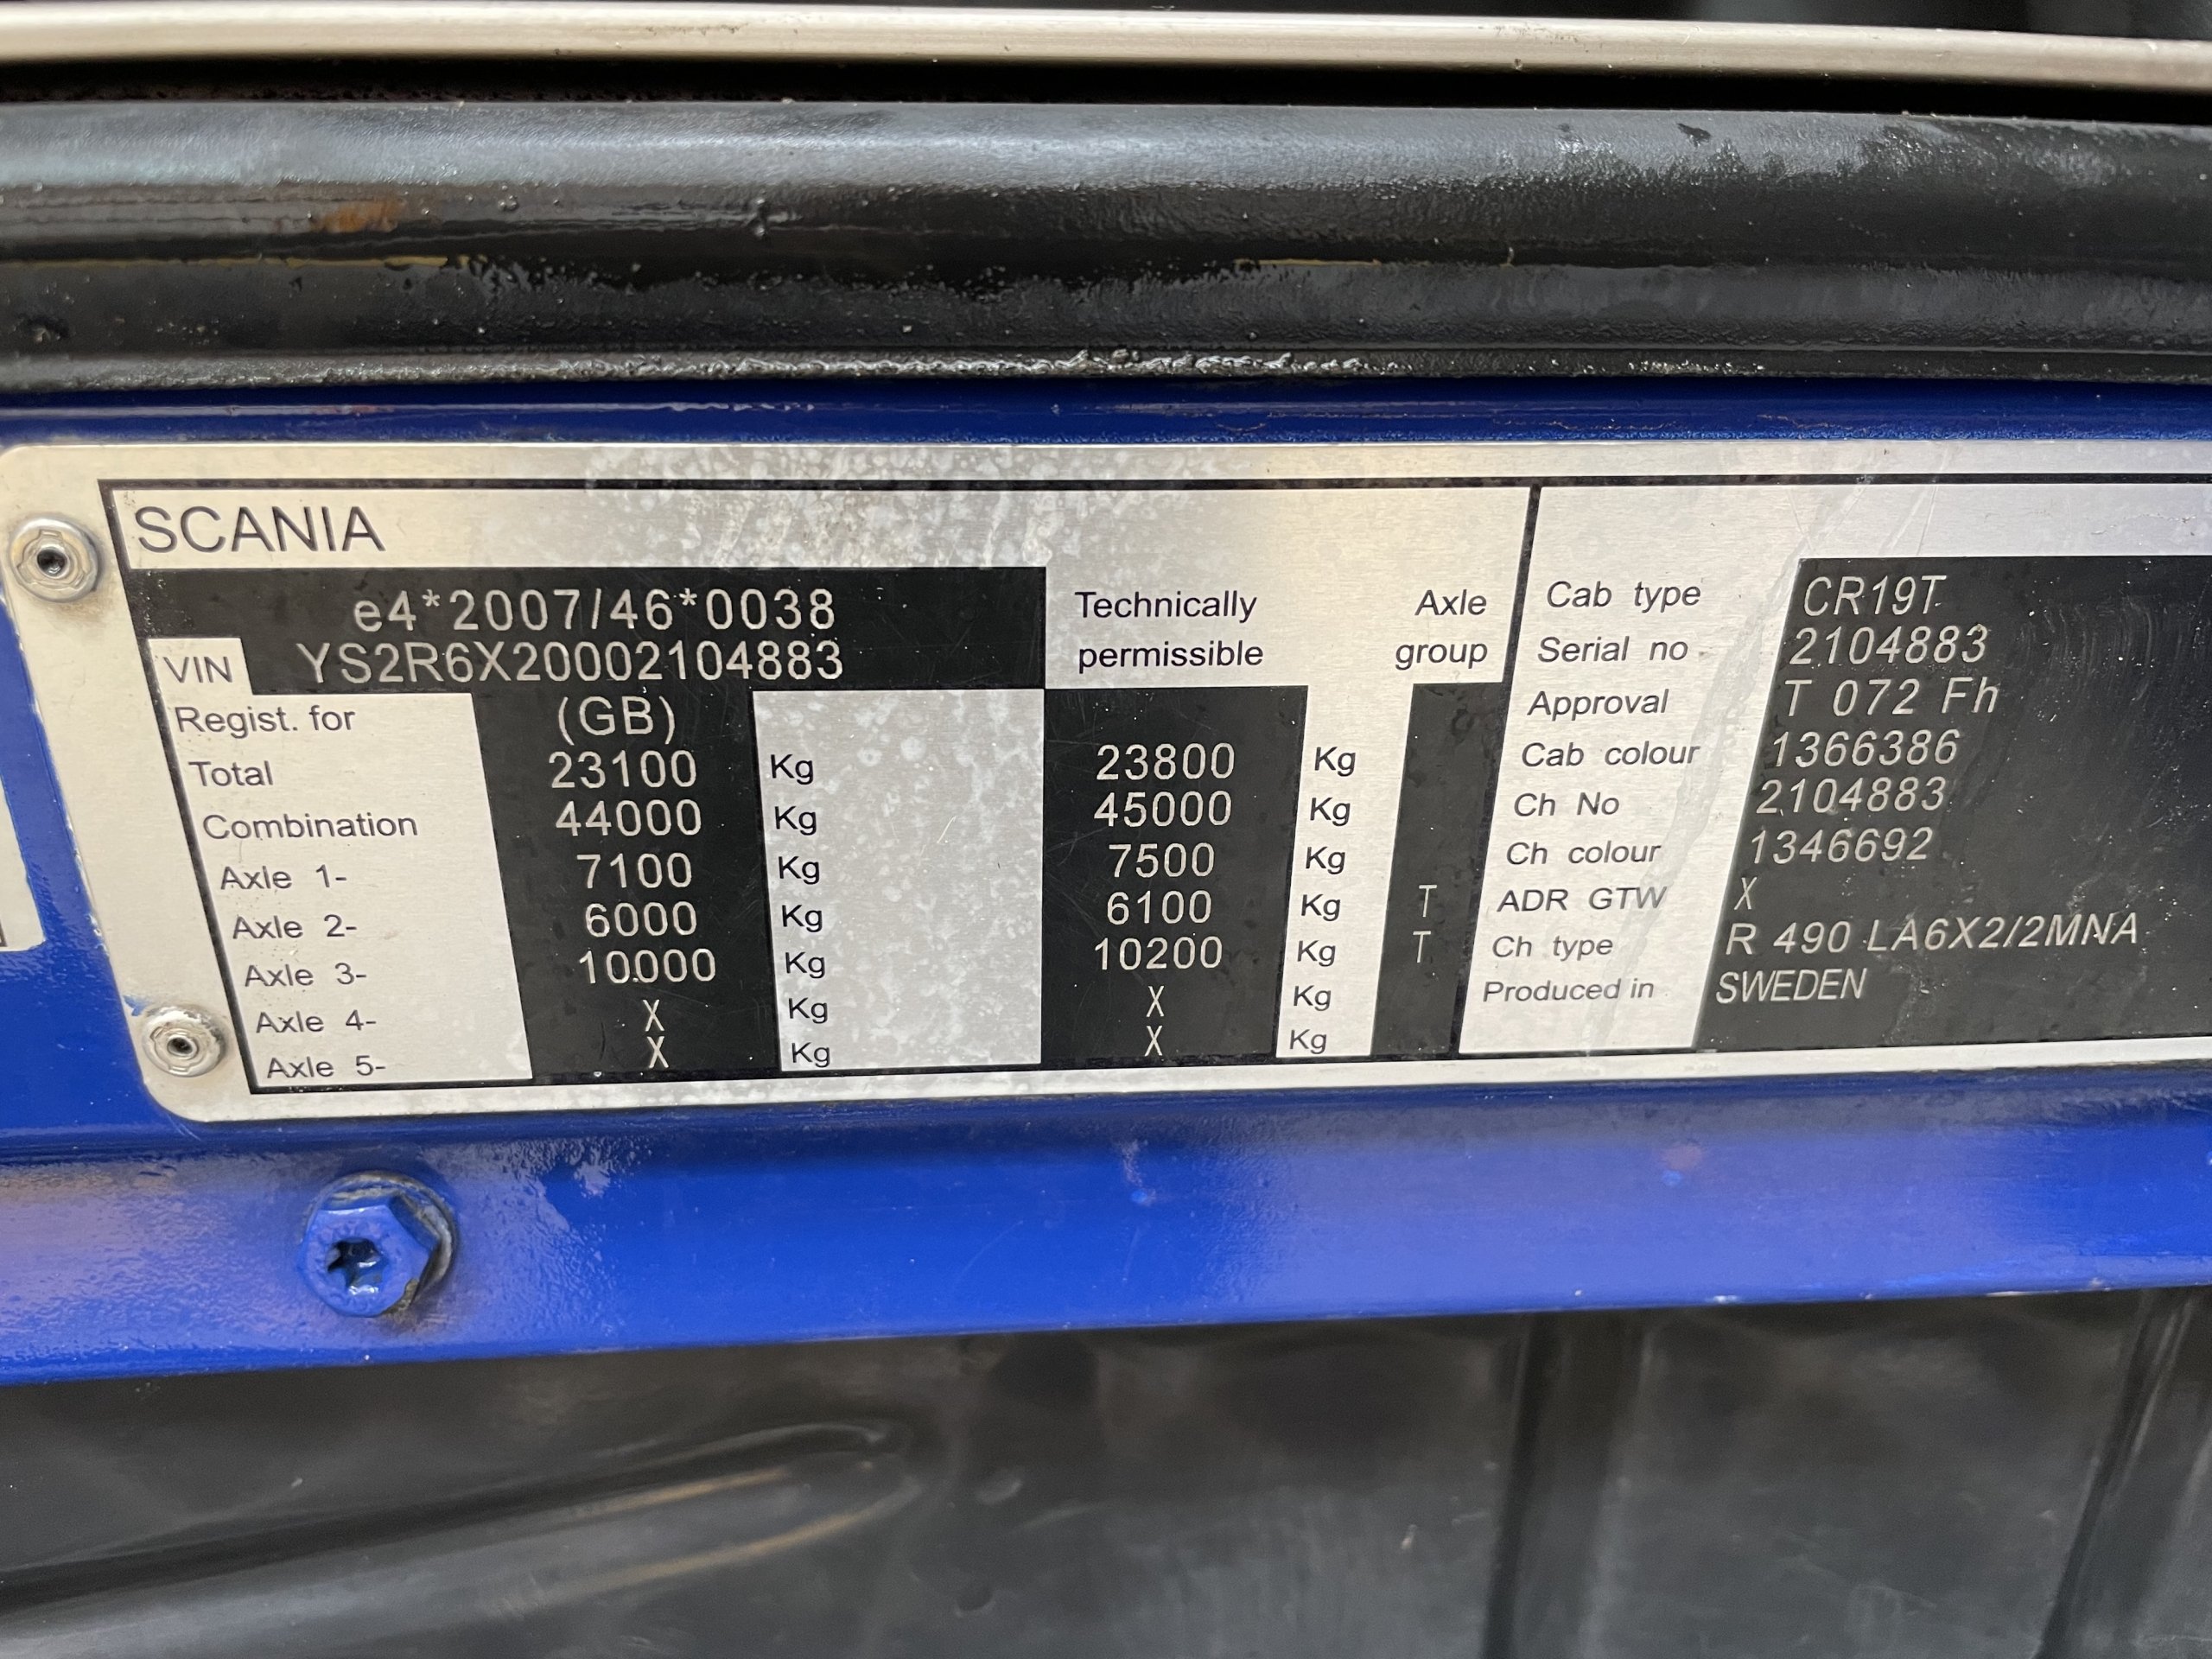 SCANIA
e4*2007/46*0038
VIN YS2R6X20002104883
Technically permissible
Axle group
Regist. for (GB)
Total 23100 Kg 23800 Kg
Combination 44000 Kg 45000 Kg
Axle 1- 7100 Kg 7500 Kg
Axle 2- 6000 Kg 6100 Kg T
Axle 3- 10000 Kg 10200 Kg T
Axle 4- X Kg X Kg
Axle 5- X Kg X Kg
Cab type CR19T
Serial no 2104883
Approval T 072 Fh
Cab colour 1366386
Ch No 2104883
Ch colour 1346692
ADR GTW X
Ch type R 490 LA6X2/2MNA
Produced in SWEDEN